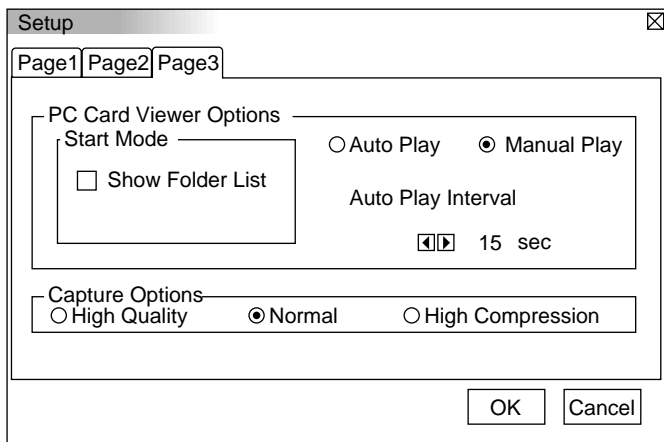 Setup
Page1 Page2 Page3
PC Card Viewer Options
Start Mode
Show Folder List
Auto Play Manual Play
Auto Play Interval
15 sec
Capture Options
High Quality Normal High Compression
OK Cancel